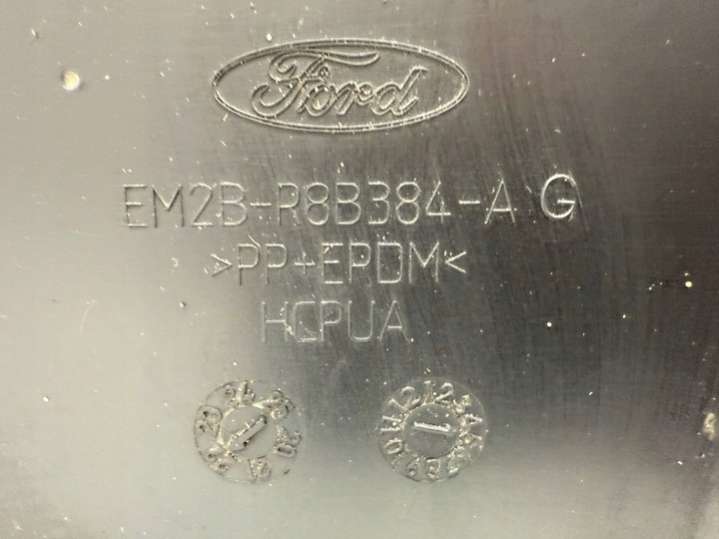 Ford
EM2B-R8B384-A G
>PP+EPDM<
HCPUA